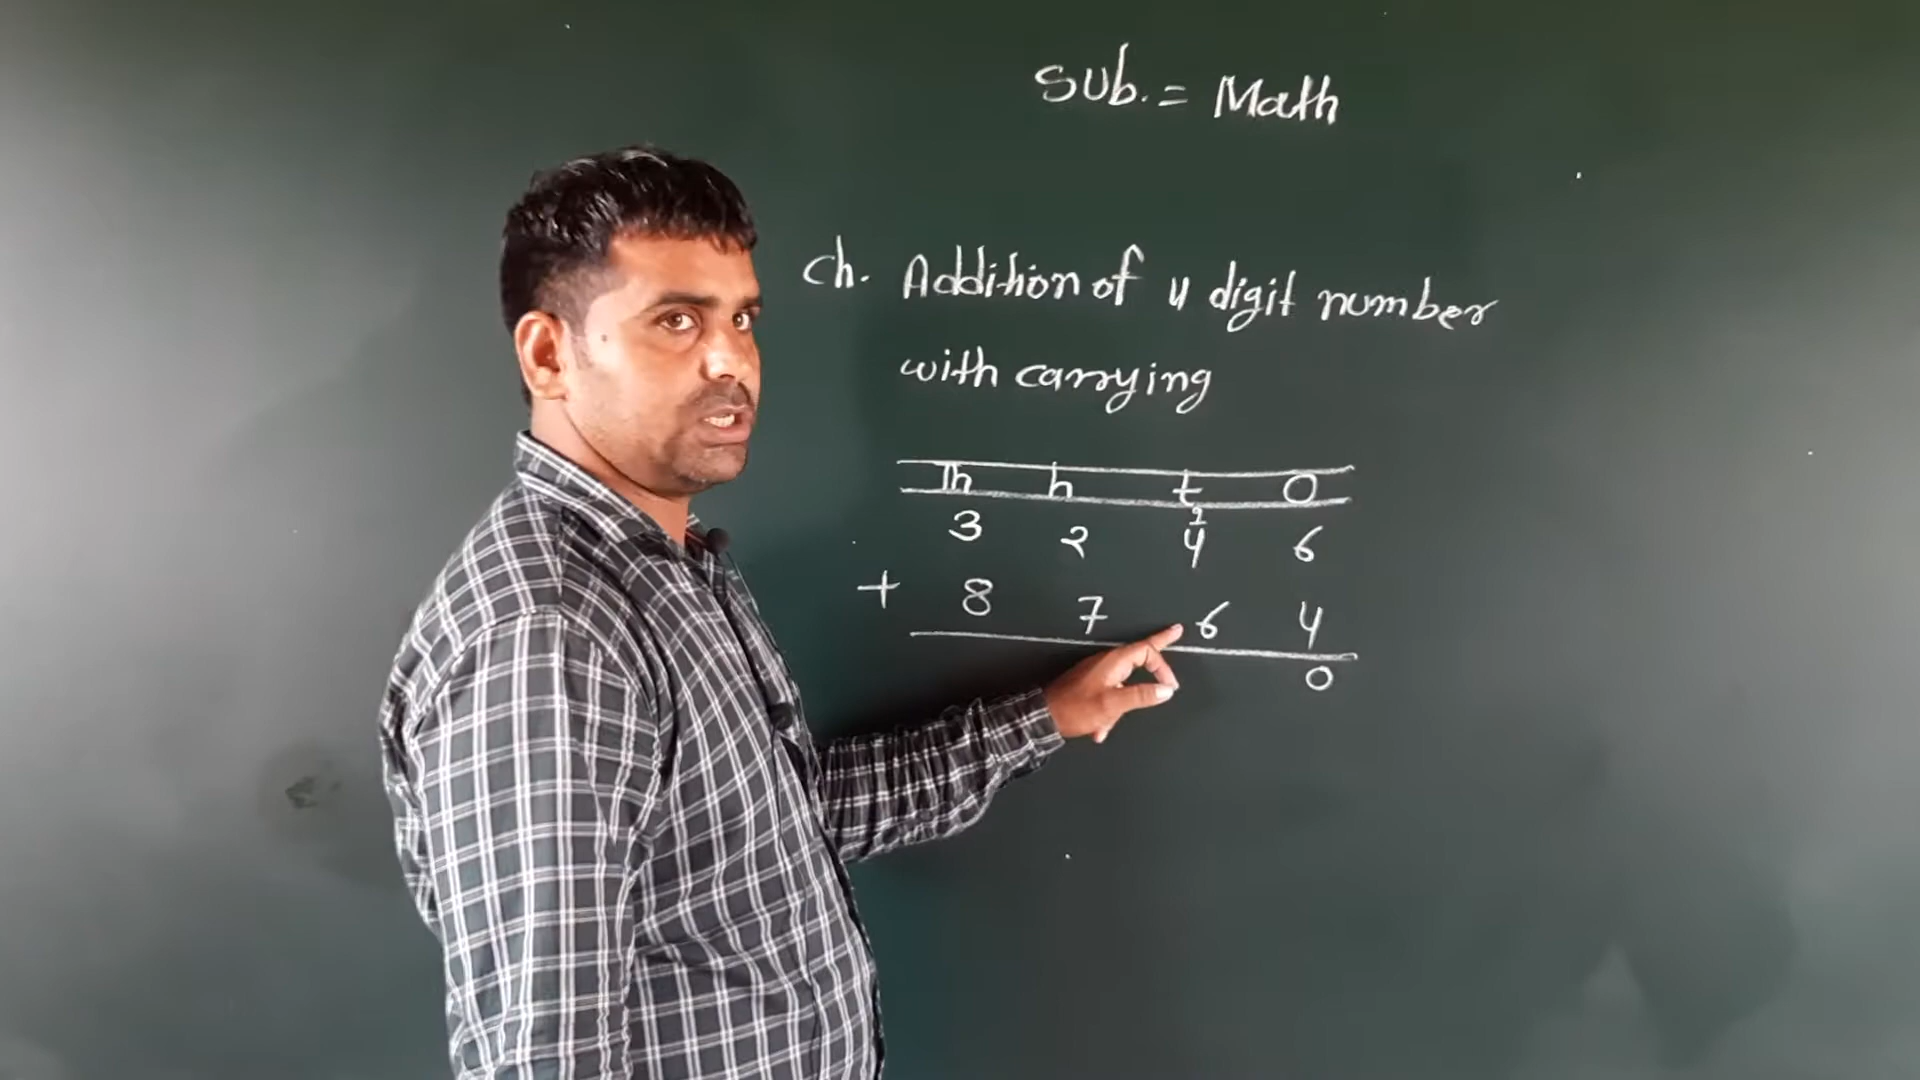 Sub. = Math
Ch. Addition of 4 digit number
with carrying
Th h t O
1
3 2 4 6
+ 8 7 6 4
0